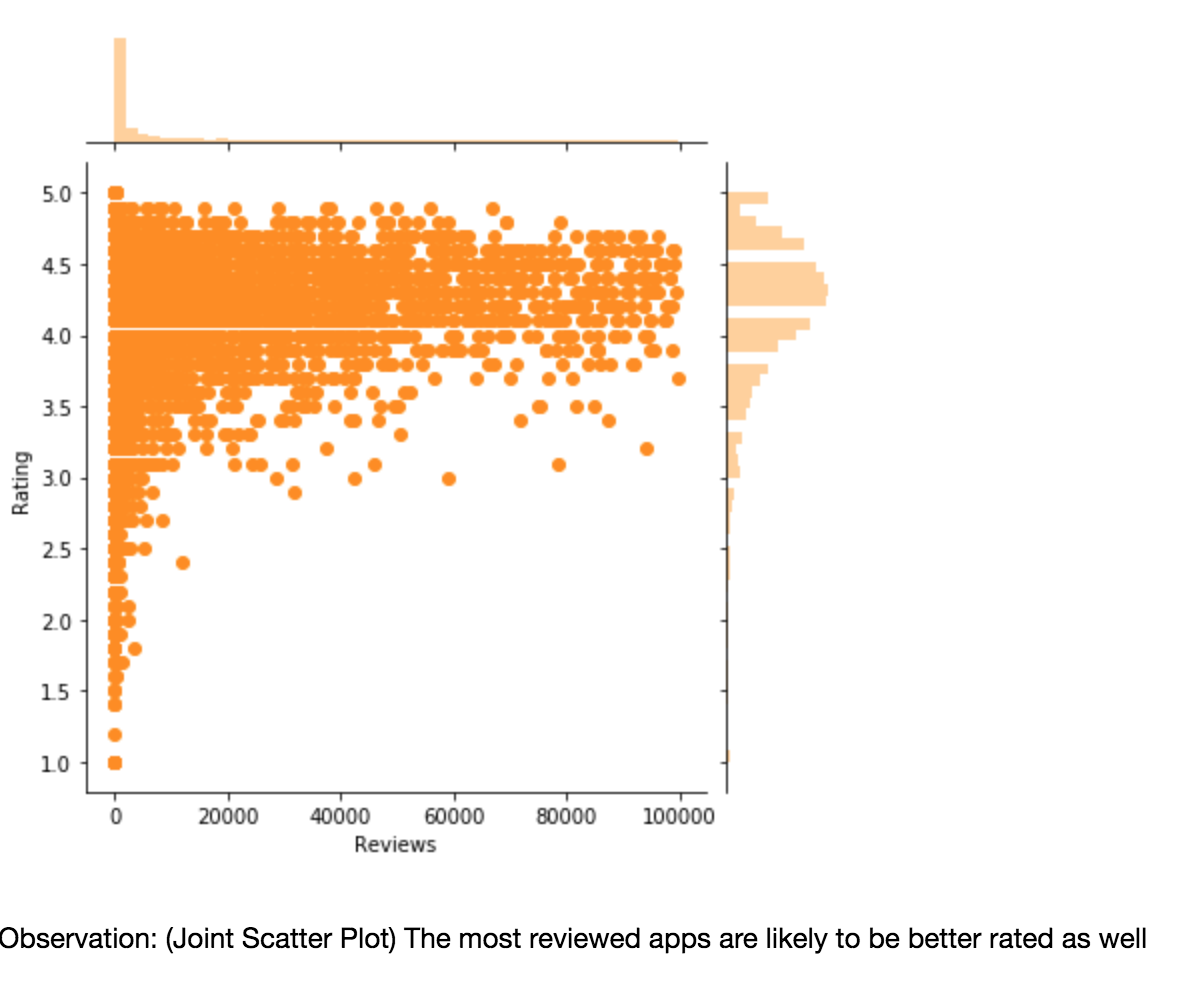 5.0
4.5
4.0
3.5
3.0
2.5
2.0
1.5
1.0
Rating
0 20000 40000 60000 80000 100000
Reviews
Observation: (Joint Scatter Plot) The most reviewed apps are likely to be better rated as well